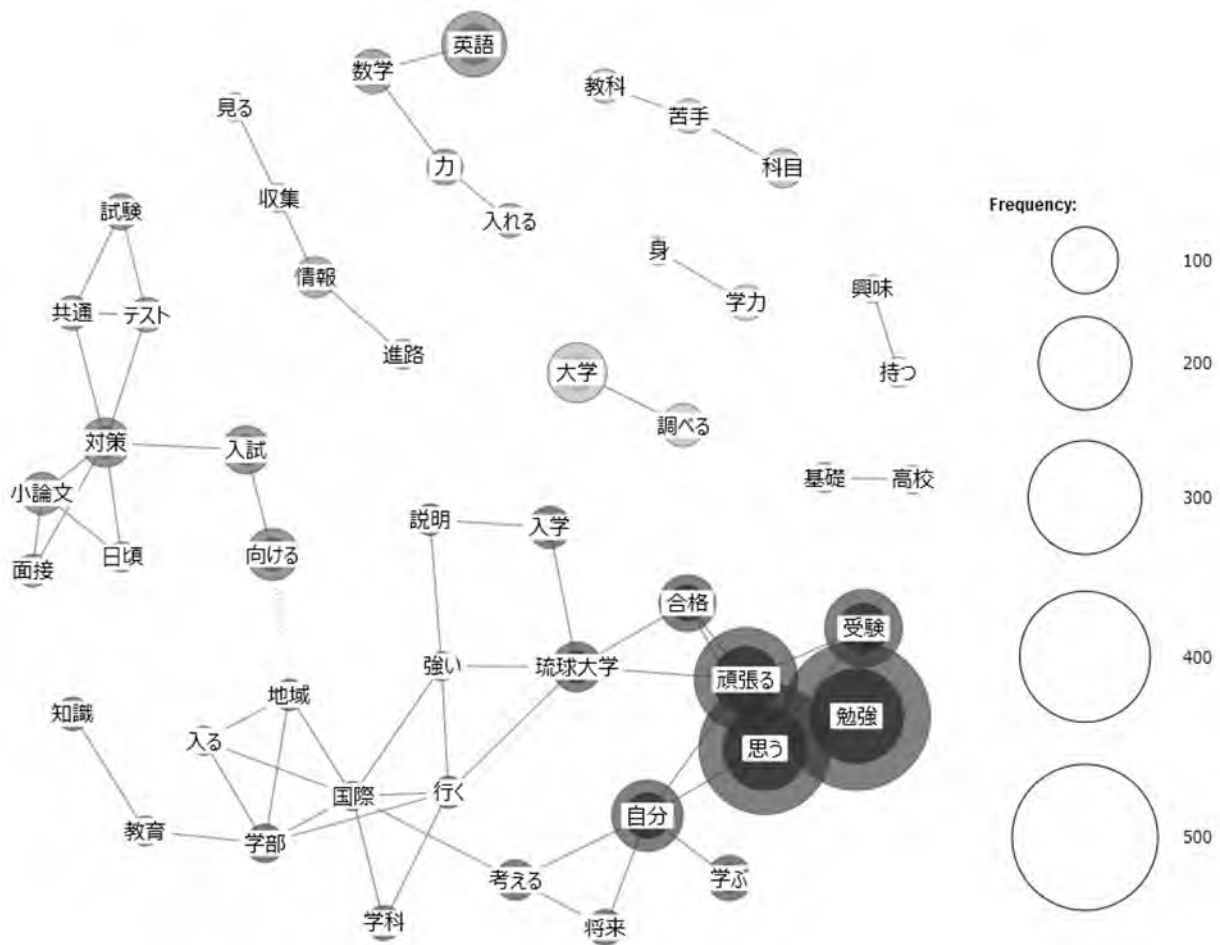 英語
数学
教科
見る
苦手
力
科目
収集
試験
入れる
Frequency:
身
100
情報
興味
学力
共通
テスト
進路
200
大学
持つ
調べる
対策
入試
基礎
高校
小論文
300
説明
入学
面接
日頃
向ける
合格
受験
強い
琉球大学
400
頑張る
地域
知識
勉強
入る
思う
国際
行く
自分
教育
学部
500
考える
学ぶ
学科
将来